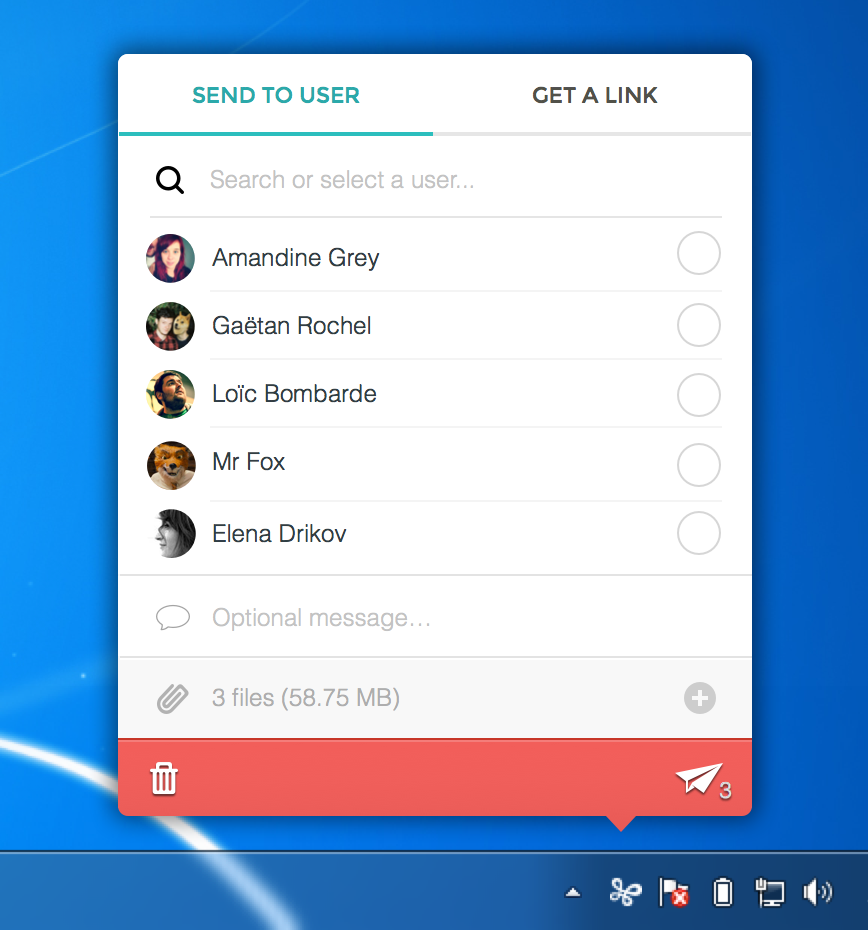 SEND TO USER
GET A LINK
Search or select a user...
Amandine Grey
Gaëtan Rochel
Loïc Bombarde
Mr Fox
Elena Drikov
Optional message...
3 files (58.75 MB)
3